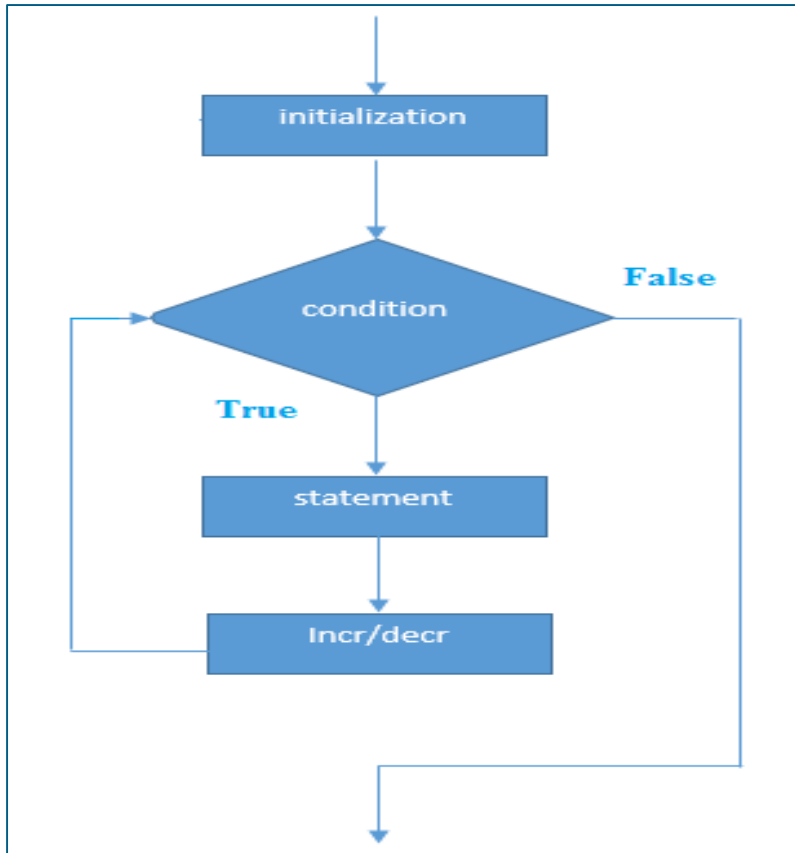 initialization
condition
False
True
statement
Incr/decr